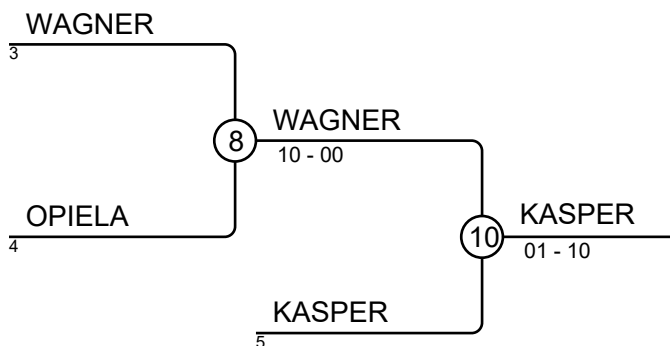 WAGNER
3
8
WAGNER
10 - 00
OPIELA
4
10
KASPER
01 - 10
KASPER
5